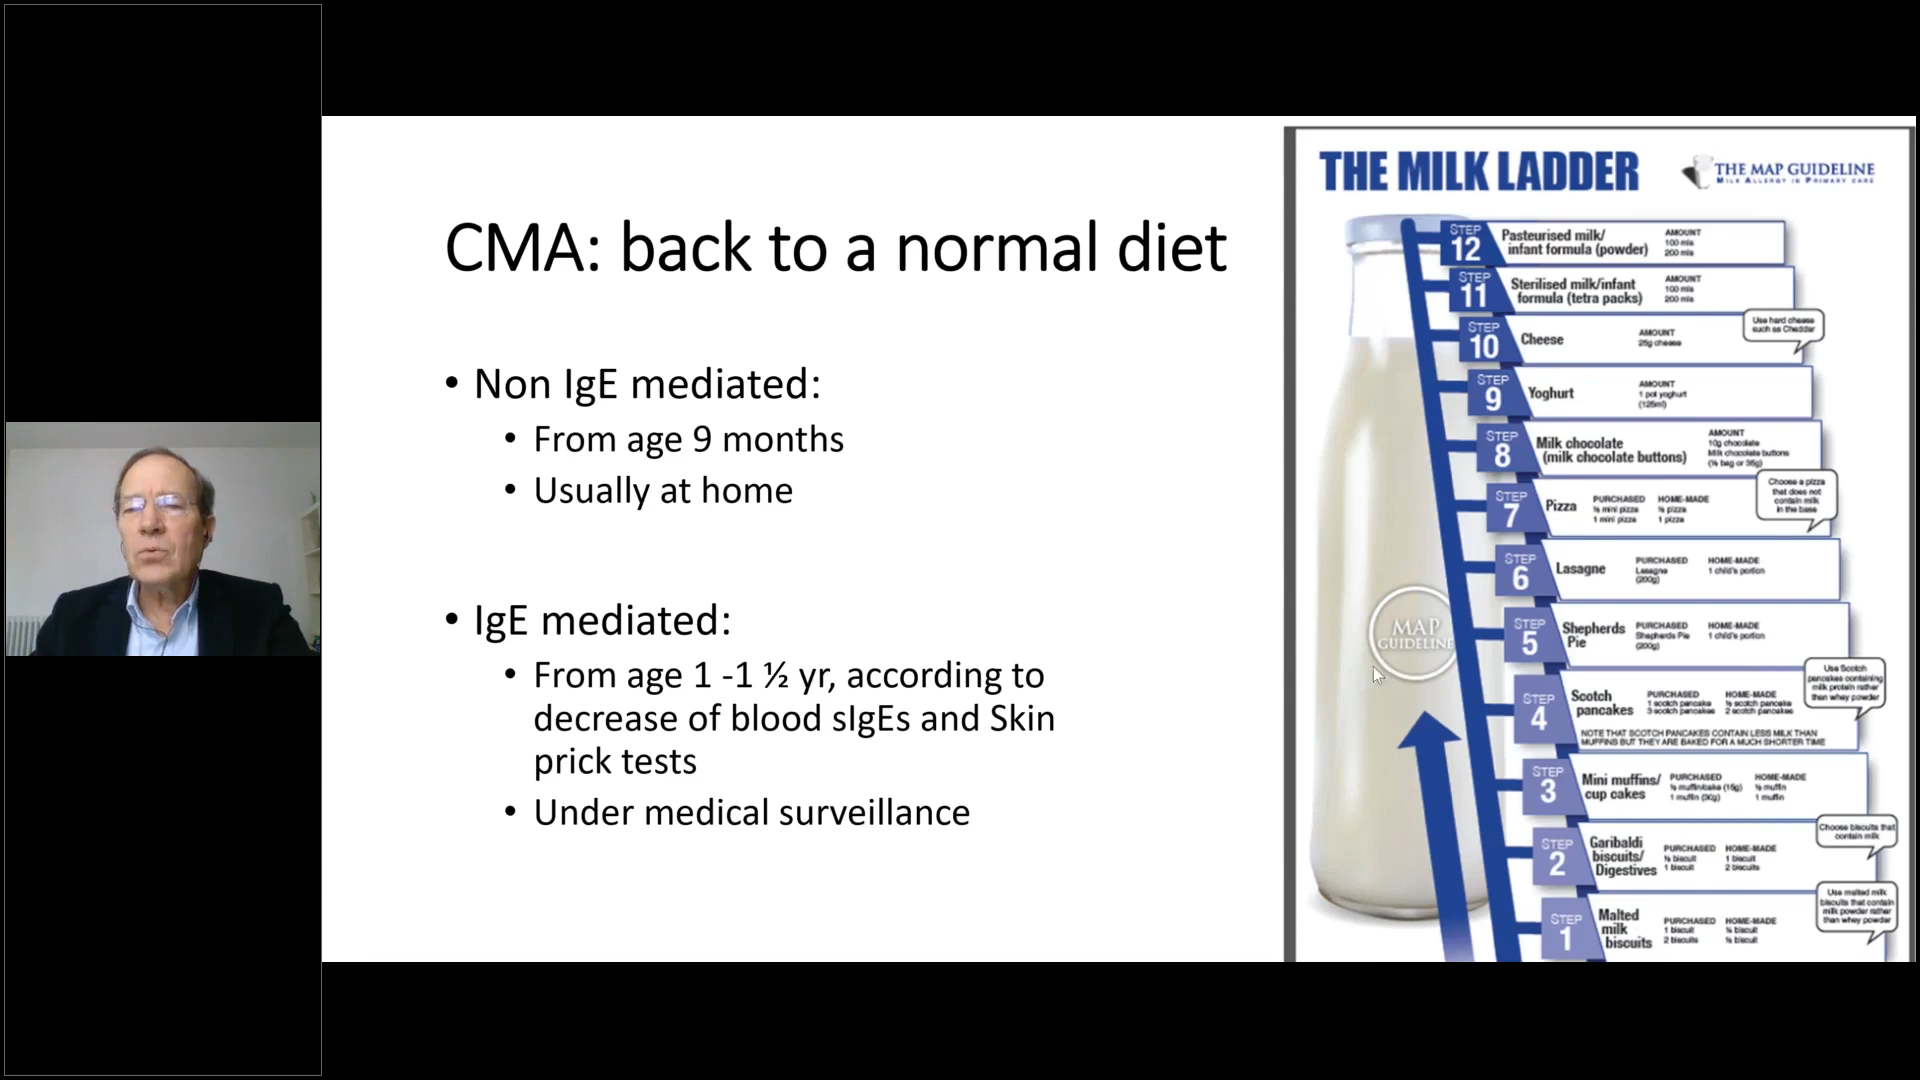 CMA: back to a normal diet
• Non IgE mediated:
• From age 9 months
• Usually at home
• IgE mediated:
• From age 1 -1 ½ yr, according to
decrease of blood sIgEs and Skin
prick tests
• Under medical surveillance
THE MILK LADDER
THE MAP GUIDELINE
MILK ALLERGY IN PRIMARY CARE
STEP 12
Pasteurised milk/
infant formula (powder)
AMOUNT
100 mls
200 mls
STEP 11
Sterilised milk/infant
formula (tetra packs)
AMOUNT
100 mls
200 mls
STEP 10
Cheese
AMOUNT
25g cheese
Use hard cheese
such as Cheddar
STEP 9
Yoghurt
AMOUNT
1 pot yoghurt
(125ml)
STEP 8
Milk chocolate
(milk chocolate buttons)
AMOUNT
10g chocolate
Milk chocolate buttons
(½ bag or 35g)
STEP 7
Pizza
PURCHASED
½ mini pizza
1 mini pizza
HOME-MADE
½ pizza
1 pizza
Choose a pizza
that does not
contain milk
in the base
STEP 6
Lasagne
PURCHASED
Lasagne
(200g)
HOME-MADE
1 child's portion
STEP 5
Shepherds
Pie
PURCHASED
Shepherds Pie
(200g)
HOME-MADE
1 child's portion
STEP 4
Scotch
pancakes
PURCHASED
1 scotch pancake
3 scotch pancakes
HOME-MADE
½ scotch pancake
2 scotch pancakes
NOTE THAT SCOTCH PANCAKES CONTAIN LESS MILK THAN
MUFFINS BUT THEY ARE BAKED FOR A MUCH SHORTER TIME
Use Scotch
pancakes containing
milk protein rather
than whey powder
STEP 3
Mini muffins/
cup cakes
PURCHASED
½ muffin/cake (15g)
1 muffin (30g)
HOME-MADE
½ muffin
1 muffin
STEP 2
Garibaldi
biscuits/
Digestives
PURCHASED
½ biscuit
1 biscuit
HOME-MADE
1 biscuit
2 biscuits
Choose biscuits that
contain milk
STEP 1
Malted
milk
biscuits
PURCHASED
1 biscuit
2 biscuits
HOME-MADE
¼ biscuit
½ biscuit
Use malted milk
biscuits that contain
milk powder rather
than whey powder
MAP
GUIDELINE